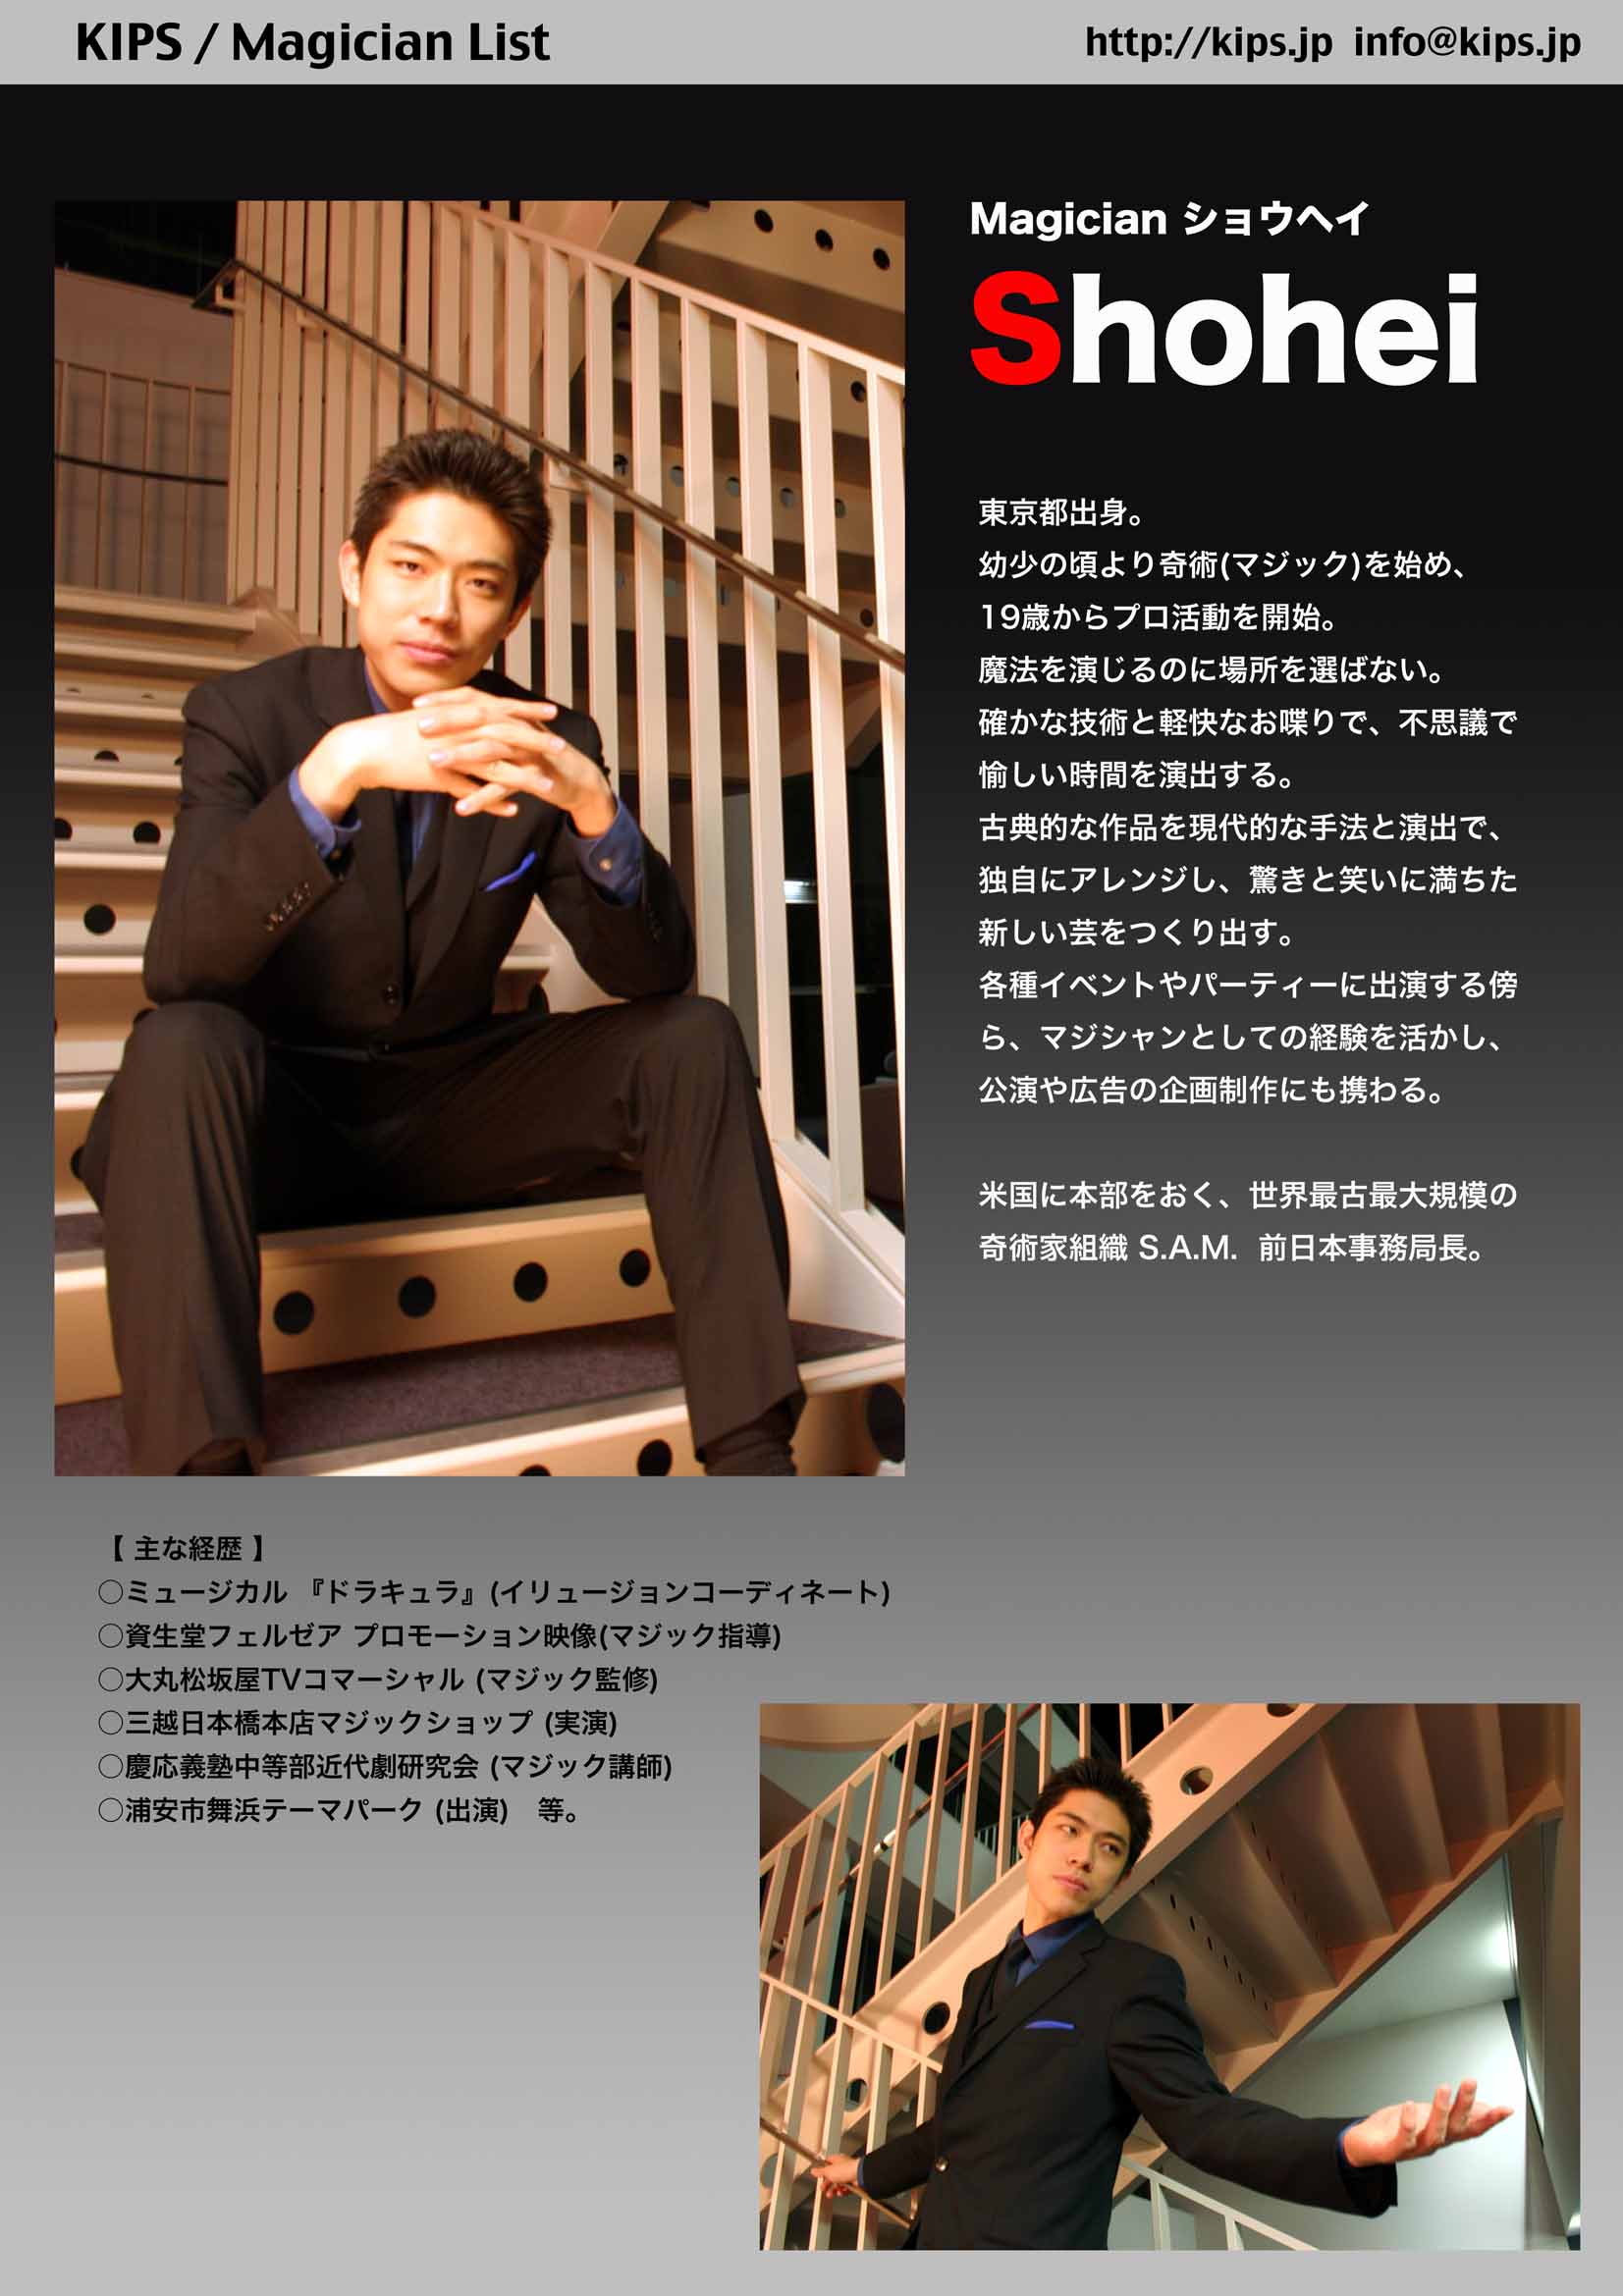 KIPS / Magician List
http://kips.jp info@kips.jp
Magician ショウヘイ
Shohei
東京都出身。
幼少の頃より奇術(マジック)を始め、
19歳からプロ活動を開始。
魔法を演じるのに場所を選ばない。
確かな技術と軽快なお喋りで、不思議で
愉しい時間を演出する。
古典的な作品を現代的な手法と演出で、
独自にアレンジし、驚きと笑いに満ちた
新しい芸をつくり出す。
各種イベントやパーティーに出演する傍
ら、マジシャンとしての経験を活かし、
公演や広告の企画制作にも携わる。
米国に本部をおく、世界最古最大規模の
奇術家組織 S.A.M. 前日本事務局長。
【 主な経歴 】
○ミュージカル 『ドラキュラ』(イリュージョンコーディネート)
○資生堂フェルゼア プロモーション映像(マジック指導)
○大丸松坂屋TVコマーシャル (マジック監修)
○三越日本橋本店マジックショップ (実演)
○慶応義塾中等部近代劇研究会 (マジック講師)
○浦安市舞浜テーマパーク (出演)　等。